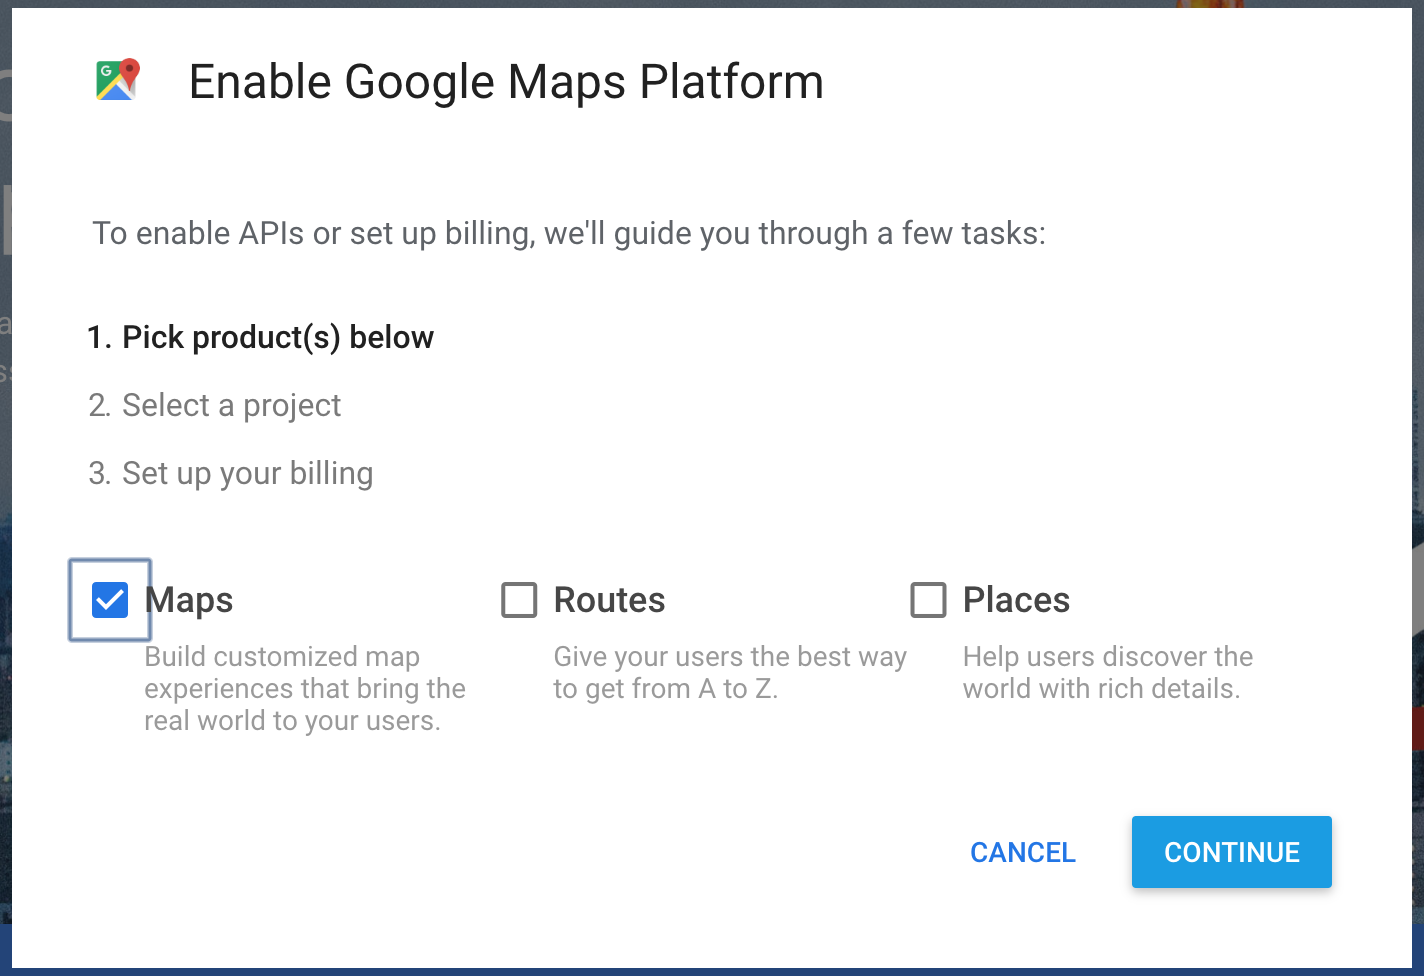 Enable Google Maps Platform
To enable APIs or set up billing, we'll guide you through a few tasks:
1. Pick product(s) below
2. Select a project
3. Set up your billing
Maps
Build customized map
experiences that bring the
real world to your users.
Routes
Give your users the best way
to get from A to Z.
Places
Help users discover the
world with rich details.
CANCEL
CONTINUE